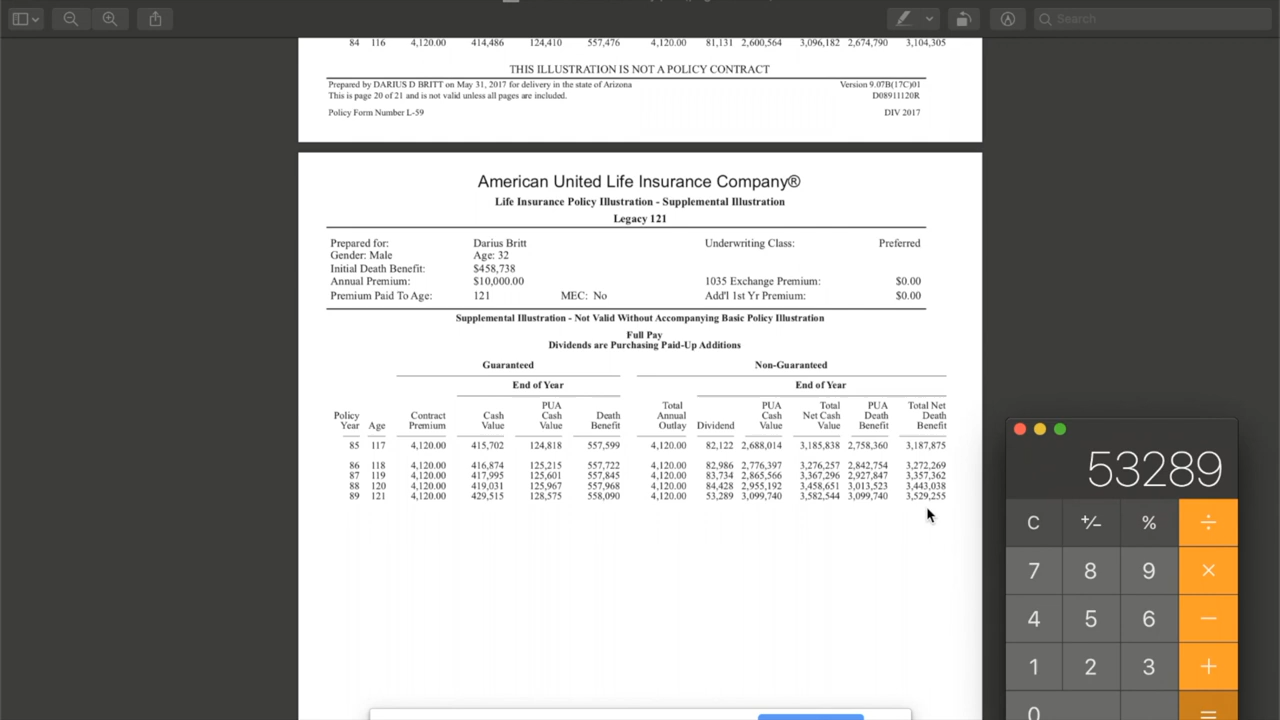 Search
84 116 4,120.00 414,486 124,410 557,476 4,120.00 81,131 2,600,564 3,096,182 2,674,790 3,104,305
THIS ILLUSTRATION IS NOT A POLICY CONTRACT
Prepared by DARIUS D BRITT on May 31, 2017 for delivery in the state of Arizona Version 9.07B(17C)01
This is page 20 of 21 and is not valid unless all pages are included. D08911120R
Policy Form Number L-59 DIV 2017
American United Life Insurance Company®
Life Insurance Policy Illustration - Supplemental Illustration
Legacy 121
Prepared for: Darius Britt Underwriting Class: Preferred
Gender: Male Age: 32
Initial Death Benefit: $458,738
Annual Premium: $10,000.00 1035 Exchange Premium: $0.00
Premium Paid To Age: 121 MEC: No Add'l 1st Yr Premium: $0.00
Supplemental Illustration - Not Valid Without Accompanying Basic Policy Illustration
Full Pay
Dividends are Purchasing Paid-Up Additions
Guaranteed Non-Guaranteed
End of Year End of Year
PUA Total PUA Total PUA Total Net
Policy Contract Cash Cash Death Annual Cash Net Cash Death Death
Year Age Premium Value Value Benefit Outlay Dividend Value Value Benefit Benefit
85 117 4,120.00 415,702 124,818 557,599 4,120.00 82,122 2,688,014 3,185,838 2,758,360 3,187,875
86 118 4,120.00 416,874 125,215 557,722 4,120.00 82,986 2,776,397 3,276,257 2,842,754 3,272,269
87 119 4,120.00 417,995 125,601 557,845 4,120.00 83,734 2,865,566 3,367,296 2,927,847 3,357,362
88 120 4,120.00 419,031 125,967 557,968 4,120.00 84,428 2,955,192 3,458,651 3,013,523 3,443,038
89 121 4,120.00 429,515 128,575 558,090 4,120.00 53,289 3,099,740 3,582,544 3,099,740 3,529,255
53289
C +/- % ÷
7 8 9 ×
4 5 6 −
1 2 3 +
0 =